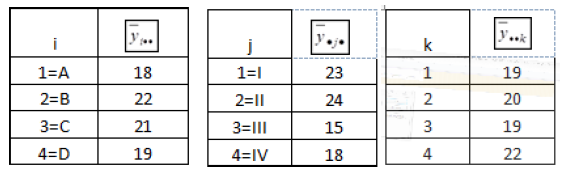 i	y̅ᵢ••	j	y̅•ⱼ•	k	y̅••ₖ
1=A	18	1=I	23	1	19
2=B	22	2=II	24	2	20
3=C	21	3=III	15	3	19
4=D	19	4=IV	18	4	22